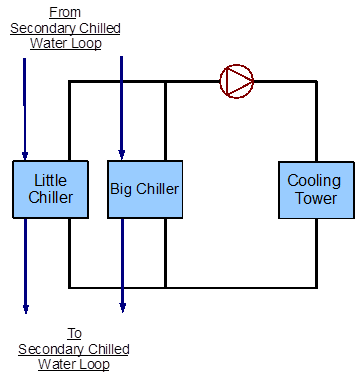 From
Secondary Chilled
Water Loop
Little
Chiller
Big Chiller
Cooling
Tower
To
Secondary Chilled
Water Loop